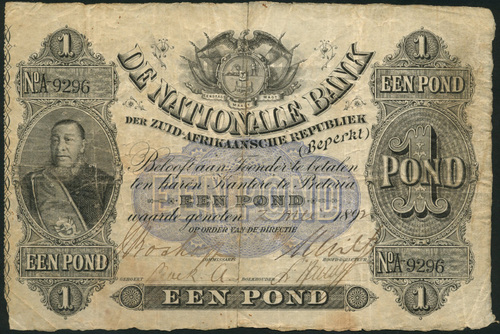 1
1
DE NATIONALE BANK
No A 9296
EEN POND
DER ZUID-AFRIKAANSCHE REPUBLIEK
(Beperkt)
Belooft aan Toonder te betalen
ten haren Kantore te Pretoria
EEN POND
waarde genoten 189
OP ORDER VAN DE DIRECTIE
1
POND
No A 9296
EEN POND
EEN POND
1
1